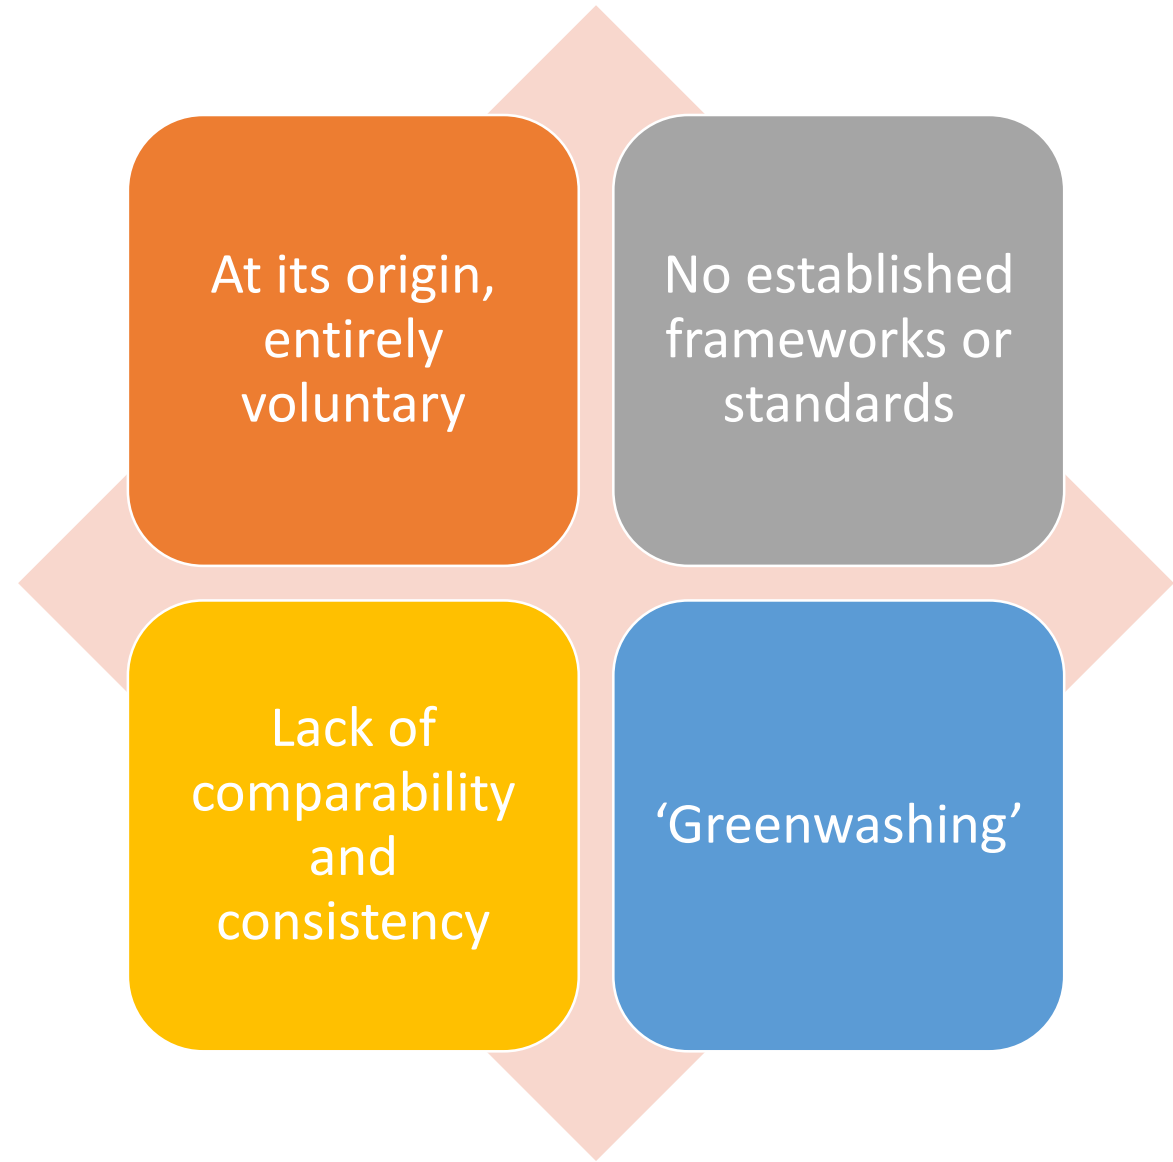 At its origin,
entirely
voluntary
No established
frameworks or
standards
Lack of
comparability
and
consistency
‘Greenwashing’